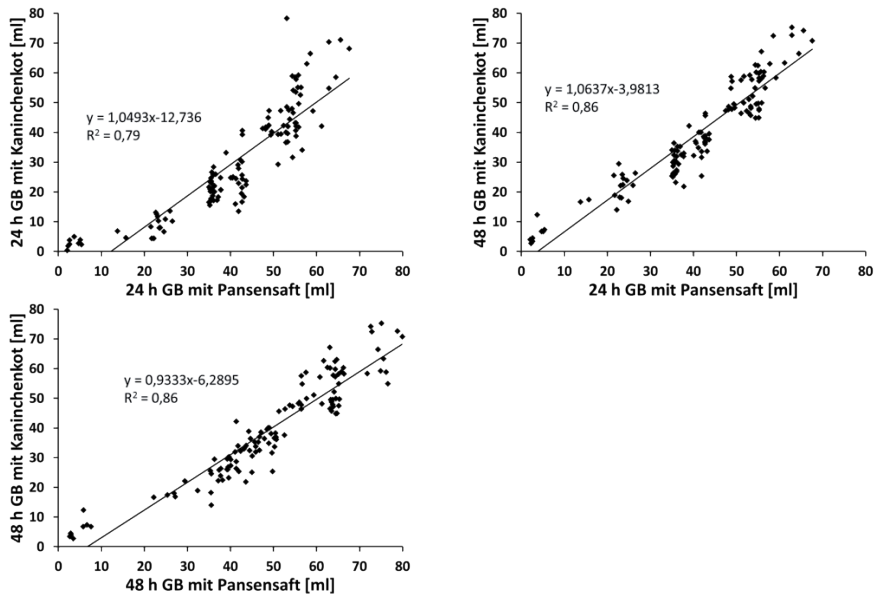 80
70
60
50
40
30
20
10
0
24 h GB mit Kaninchenkot [ml]
y = 1,0493x-12,736
R² = 0,79
0 10 20 30 40 50 60 70 80
24 h GB mit Pansensaft [ml]
80
70
60
50
40
30
20
10
0
48 h GB mit Kaninchenkot [ml]
y = 1,0637x-3,9813
R² = 0,86
0 10 20 30 40 50 60 70 80
24 h GB mit Pansensaft [ml]
80
70
60
50
40
30
20
10
0
48 h GB mit Kaninchenkot [ml]
y = 0,9333x-6,2895
R² = 0,86
0 10 20 30 40 50 60 70 80
48 h GB mit Pansensaft [ml]